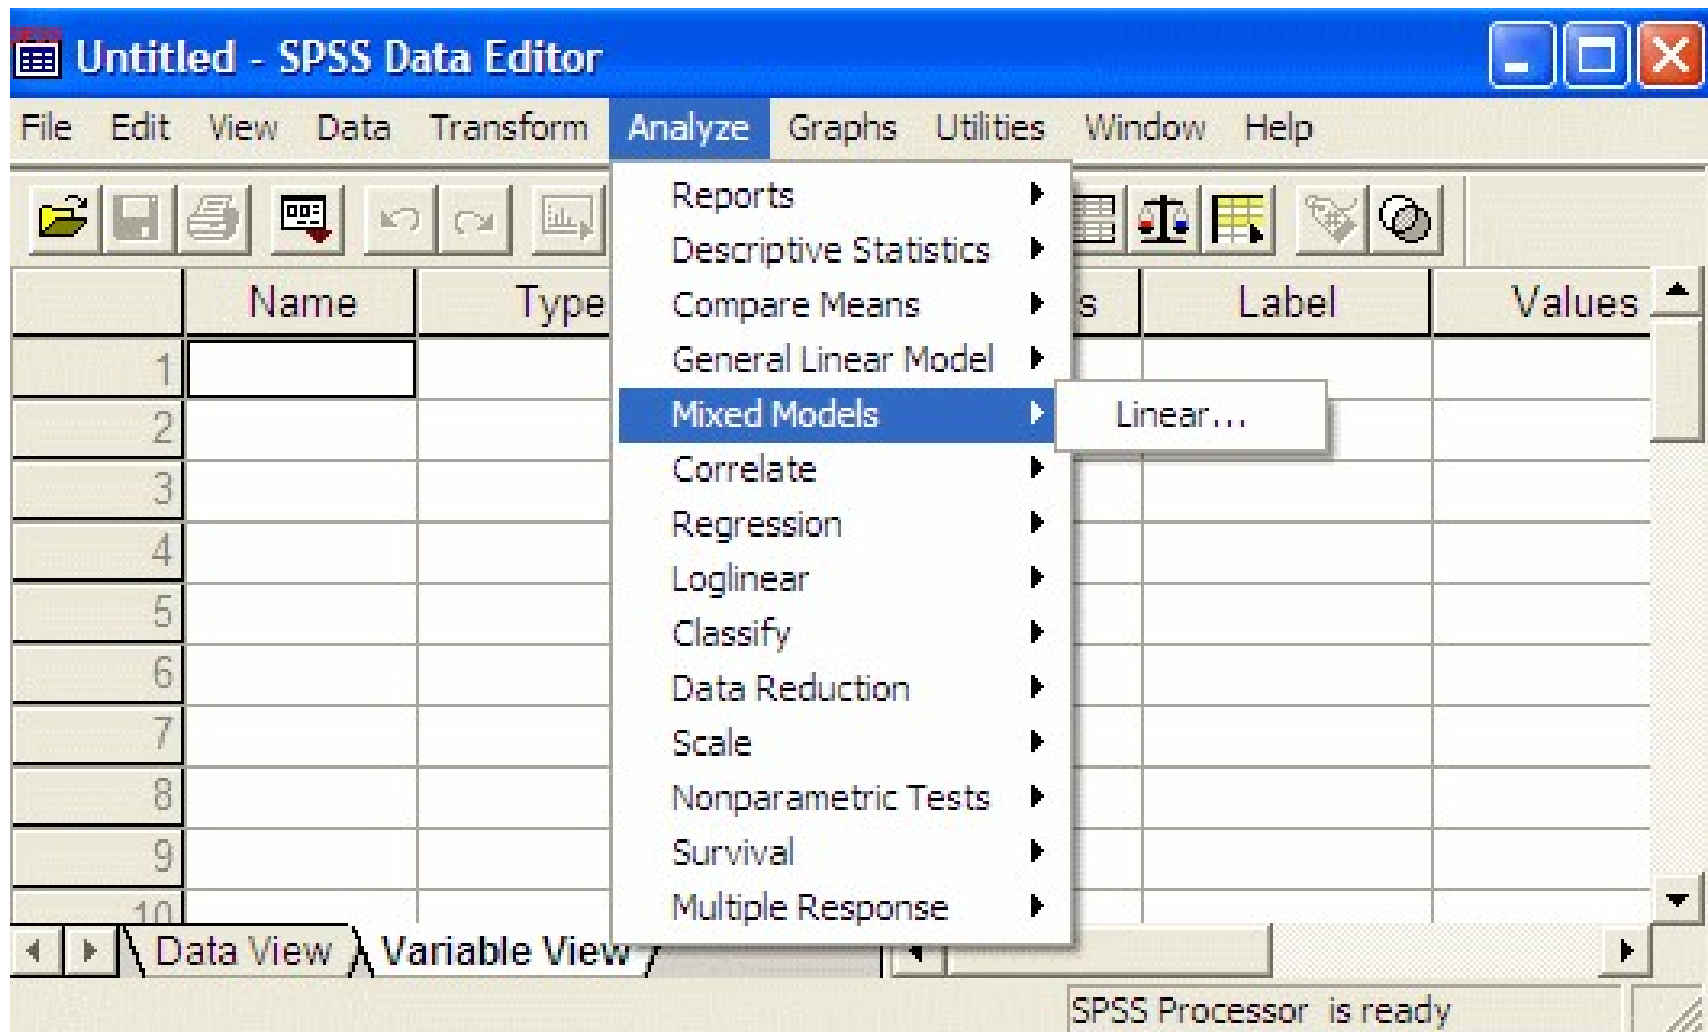 Untitled - SPSS Data Editor
File Edit View Data Transform Analyze Graphs Utilities Window Help
Reports
Descriptive Statistics
Compare Means
General Linear Model
Mixed Models
Linear...
Correlate
Regression
Loglinear
Classify
Data Reduction
Scale
Nonparametric Tests
Survival
Multiple Response
Name Type s Label Values
1
2
3
4
5
6
7
8
9
10
Data View Variable View
SPSS Processor is ready